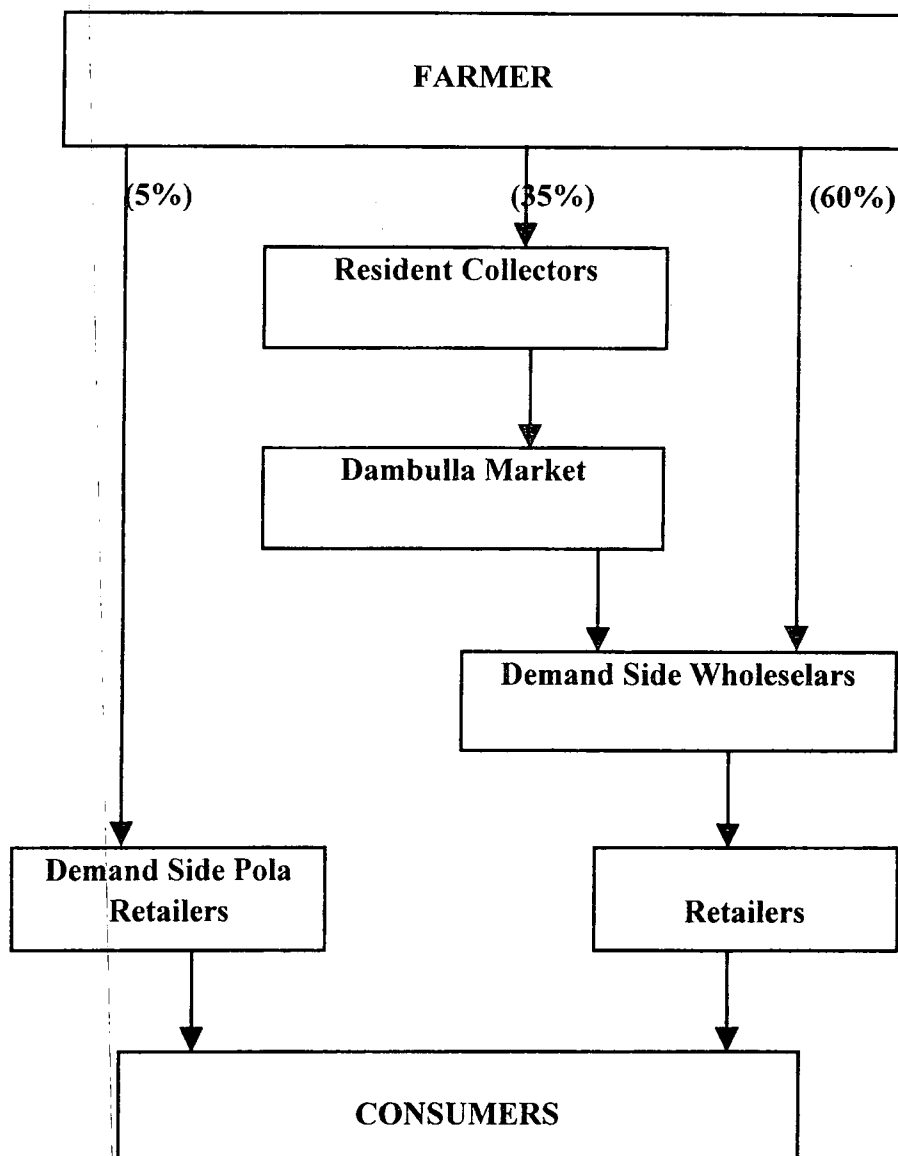 FARMER
(5%)
(35%)
(60%)
Resident Collectors
Dambulla Market
Demand Side Wholeselars
Demand Side Pola
Retailers
Retailers
CONSUMERS